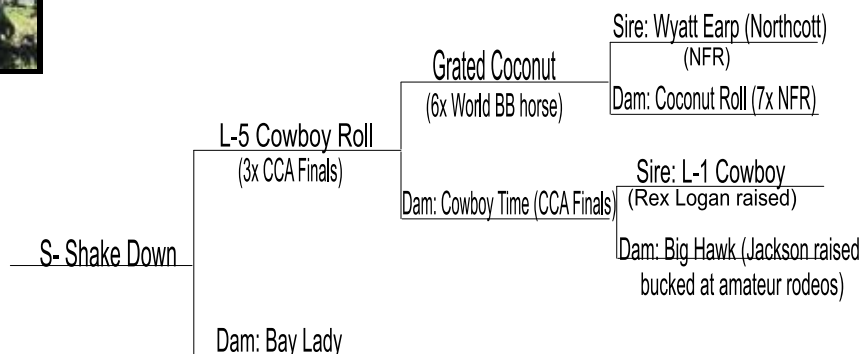 Sire: Wyatt Earp (Northcott)
(NFR)
Grated Coconut
(6x World BB horse)
Dam: Coconut Roll (7x NFR)
L-5 Cowboy Roll
(3x CCA Finals)
Sire: L-1 Cowboy
(Rex Logan raised)
Dam: Cowboy Time (CCA Finals)
S- Shake Down
Dam: Big Hawk (Jackson raised
bucked at amateur rodeos)
Dam: Bay Lady